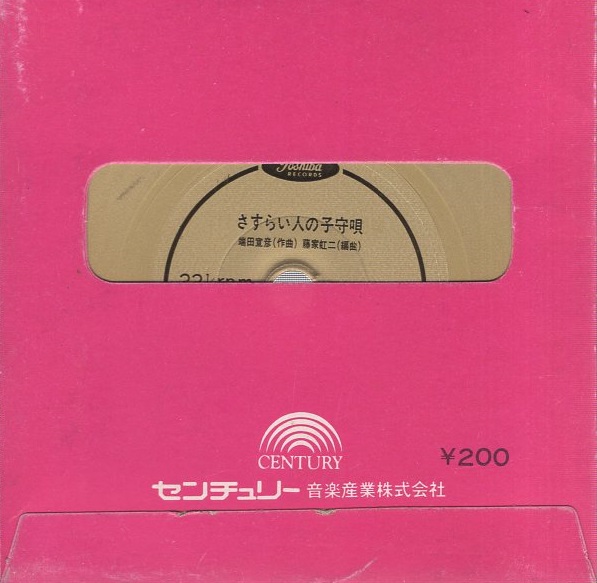 Toshiba
RECORDS
さすらい人の子守唄
端田宣彦(作曲) 藤家虹二(編曲)
33⅓rpm
CENTURY
¥200
センチュリー音楽産業株式会社